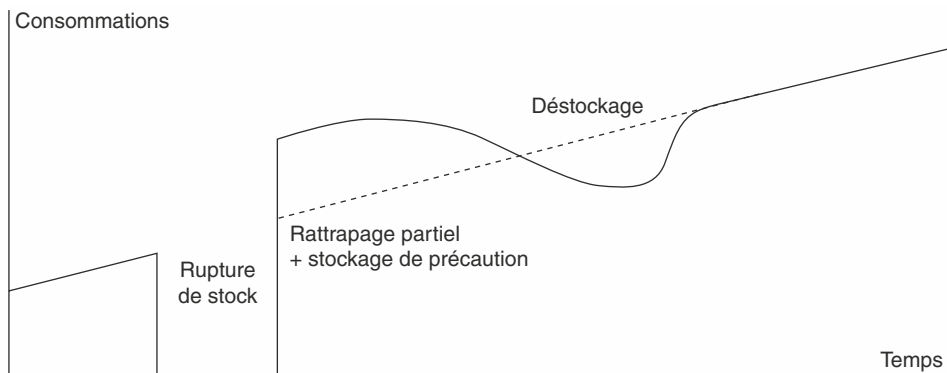 Consommations
Déstockage
Rattrapage partiel
+ stockage de précaution
Rupture
de stock
Temps